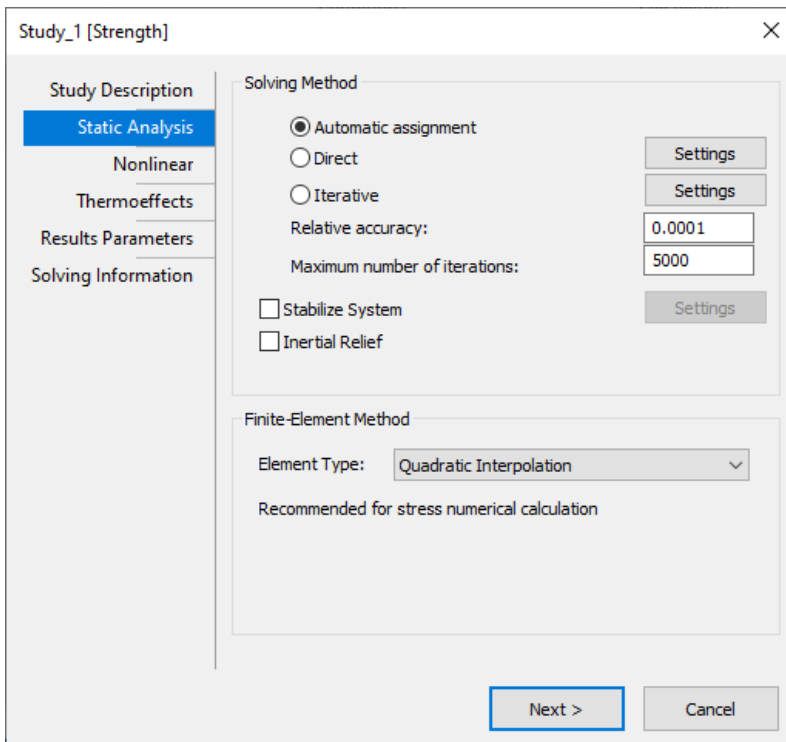 Study_1 [Strength]
Study Description
Static Analysis
Nonlinear
Thermoeffects
Results Parameters
Solving Information
Solving Method
Automatic assignment
Direct
Settings
Iterative
Settings
Relative accuracy:
0.0001
Maximum number of iterations:
5000
Stabilize System
Settings
Inertial Relief
Finite-Element Method
Element Type:
Quadratic Interpolation
Recommended for stress numerical calculation
Next >
Cancel